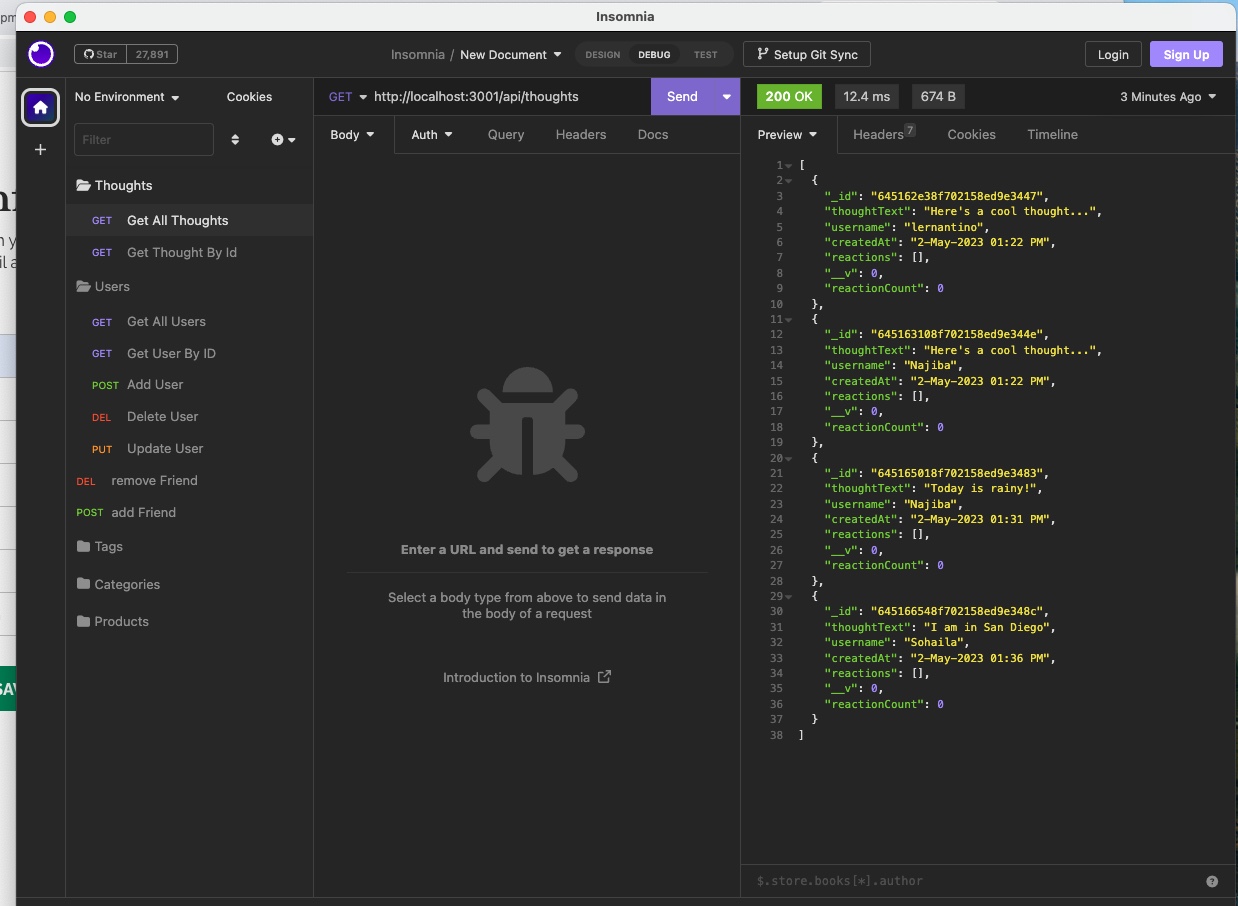 Insomnia
Star 27,891
Insomnia / New Document
DESIGN DEBUG TEST
Setup Git Sync
Login
Sign Up
No Environment
Cookies
Filter
Thoughts
GET Get All Thoughts
GET Get Thought By Id
Users
GET Get All Users
GET Get User By ID
POST Add User
DEL Delete User
PUT Update User
DEL remove Friend
POST add Friend
Tags
Categories
Products
GET http://localhost:3001/api/thoughts
Send
Body Auth Query Headers Docs
Enter a URL and send to get a response
Select a body type from above to send data in
the body of a request
Introduction to Insomnia
200 OK 12.4 ms 674 B 3 Minutes Ago
Preview Headers 7 Cookies Timeline
1 [
2 {
3 "_id": "645162e38f702158ed9e3447",
4 "thoughtText": "Here's a cool thought...",
5 "username": "lernantino",
6 "createdAt": "2-May-2023 01:22 PM",
7 "reactions": [],
8 "__v": 0,
9 "reactionCount": 0
10 },
11 {
12 "_id": "645163108f702158ed9e344e",
13 "thoughtText": "Here's a cool thought...",
14 "username": "Najiba",
15 "createdAt": "2-May-2023 01:22 PM",
16 "reactions": [],
17 "__v": 0,
18 "reactionCount": 0
19 },
20 {
21 "_id": "645165018f702158ed9e3483",
22 "thoughtText": "Today is rainy!",
23 "username": "Najiba",
24 "createdAt": "2-May-2023 01:31 PM",
25 "reactions": [],
26 "__v": 0,
27 "reactionCount": 0
28 },
29 {
30 "_id": "645166548f702158ed9e348c",
31 "thoughtText": "I am in San Diego",
32 "username": "Sohaila",
33 "createdAt": "2-May-2023 01:36 PM",
34 "reactions": [],
35 "__v": 0,
36 "reactionCount": 0
37 }
38 ]
$.store.books[*].author